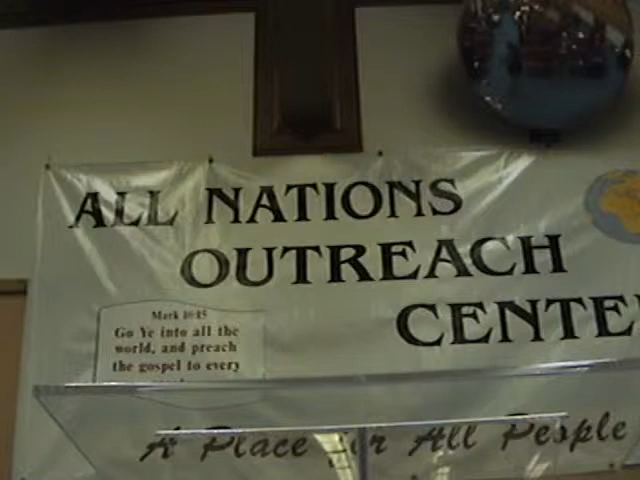 ALL NATIONS
OUTREACH
CENTE
Mark 16:15
Go Ye into all the
world, and preach
the gospel to every
A Place for All People